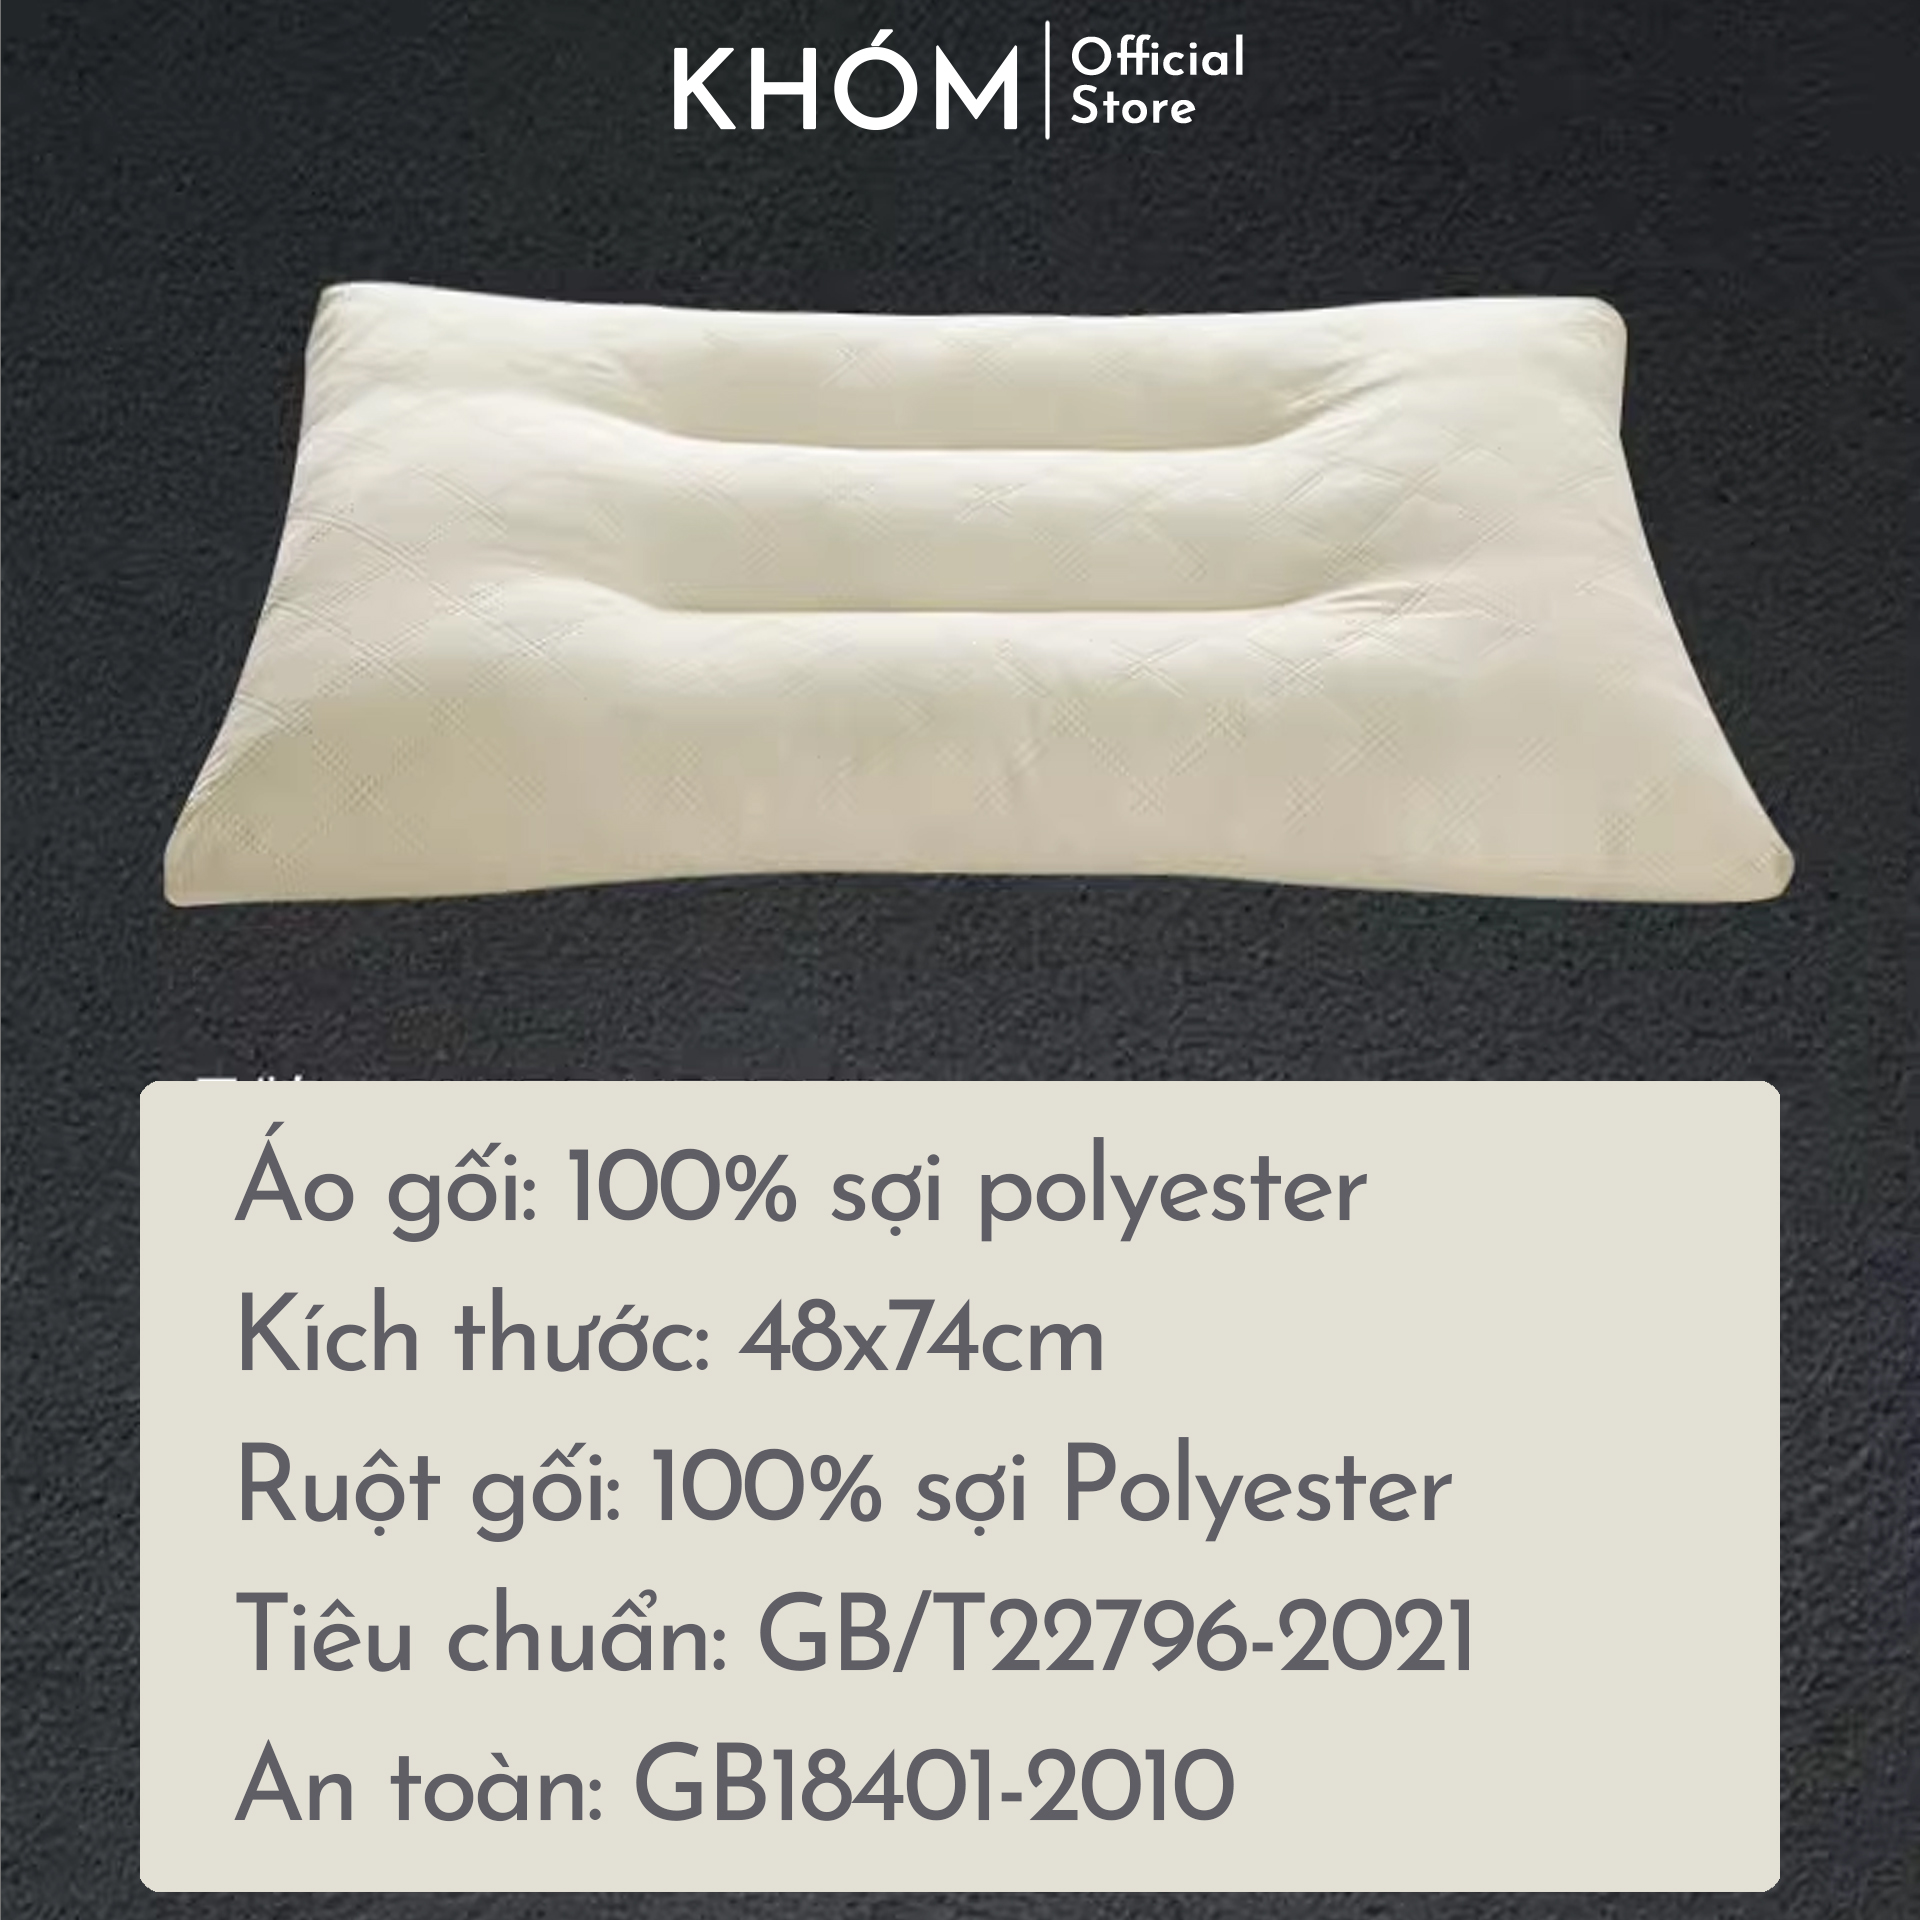 KHÓM
Official
Store
Áo gối: 100% sợi polyester
Kích thước: 48x74cm
Ruột gối: 100% sợi Polyester
Tiêu chuẩn: GB/T22796-2021
An toàn: GB18401-2010